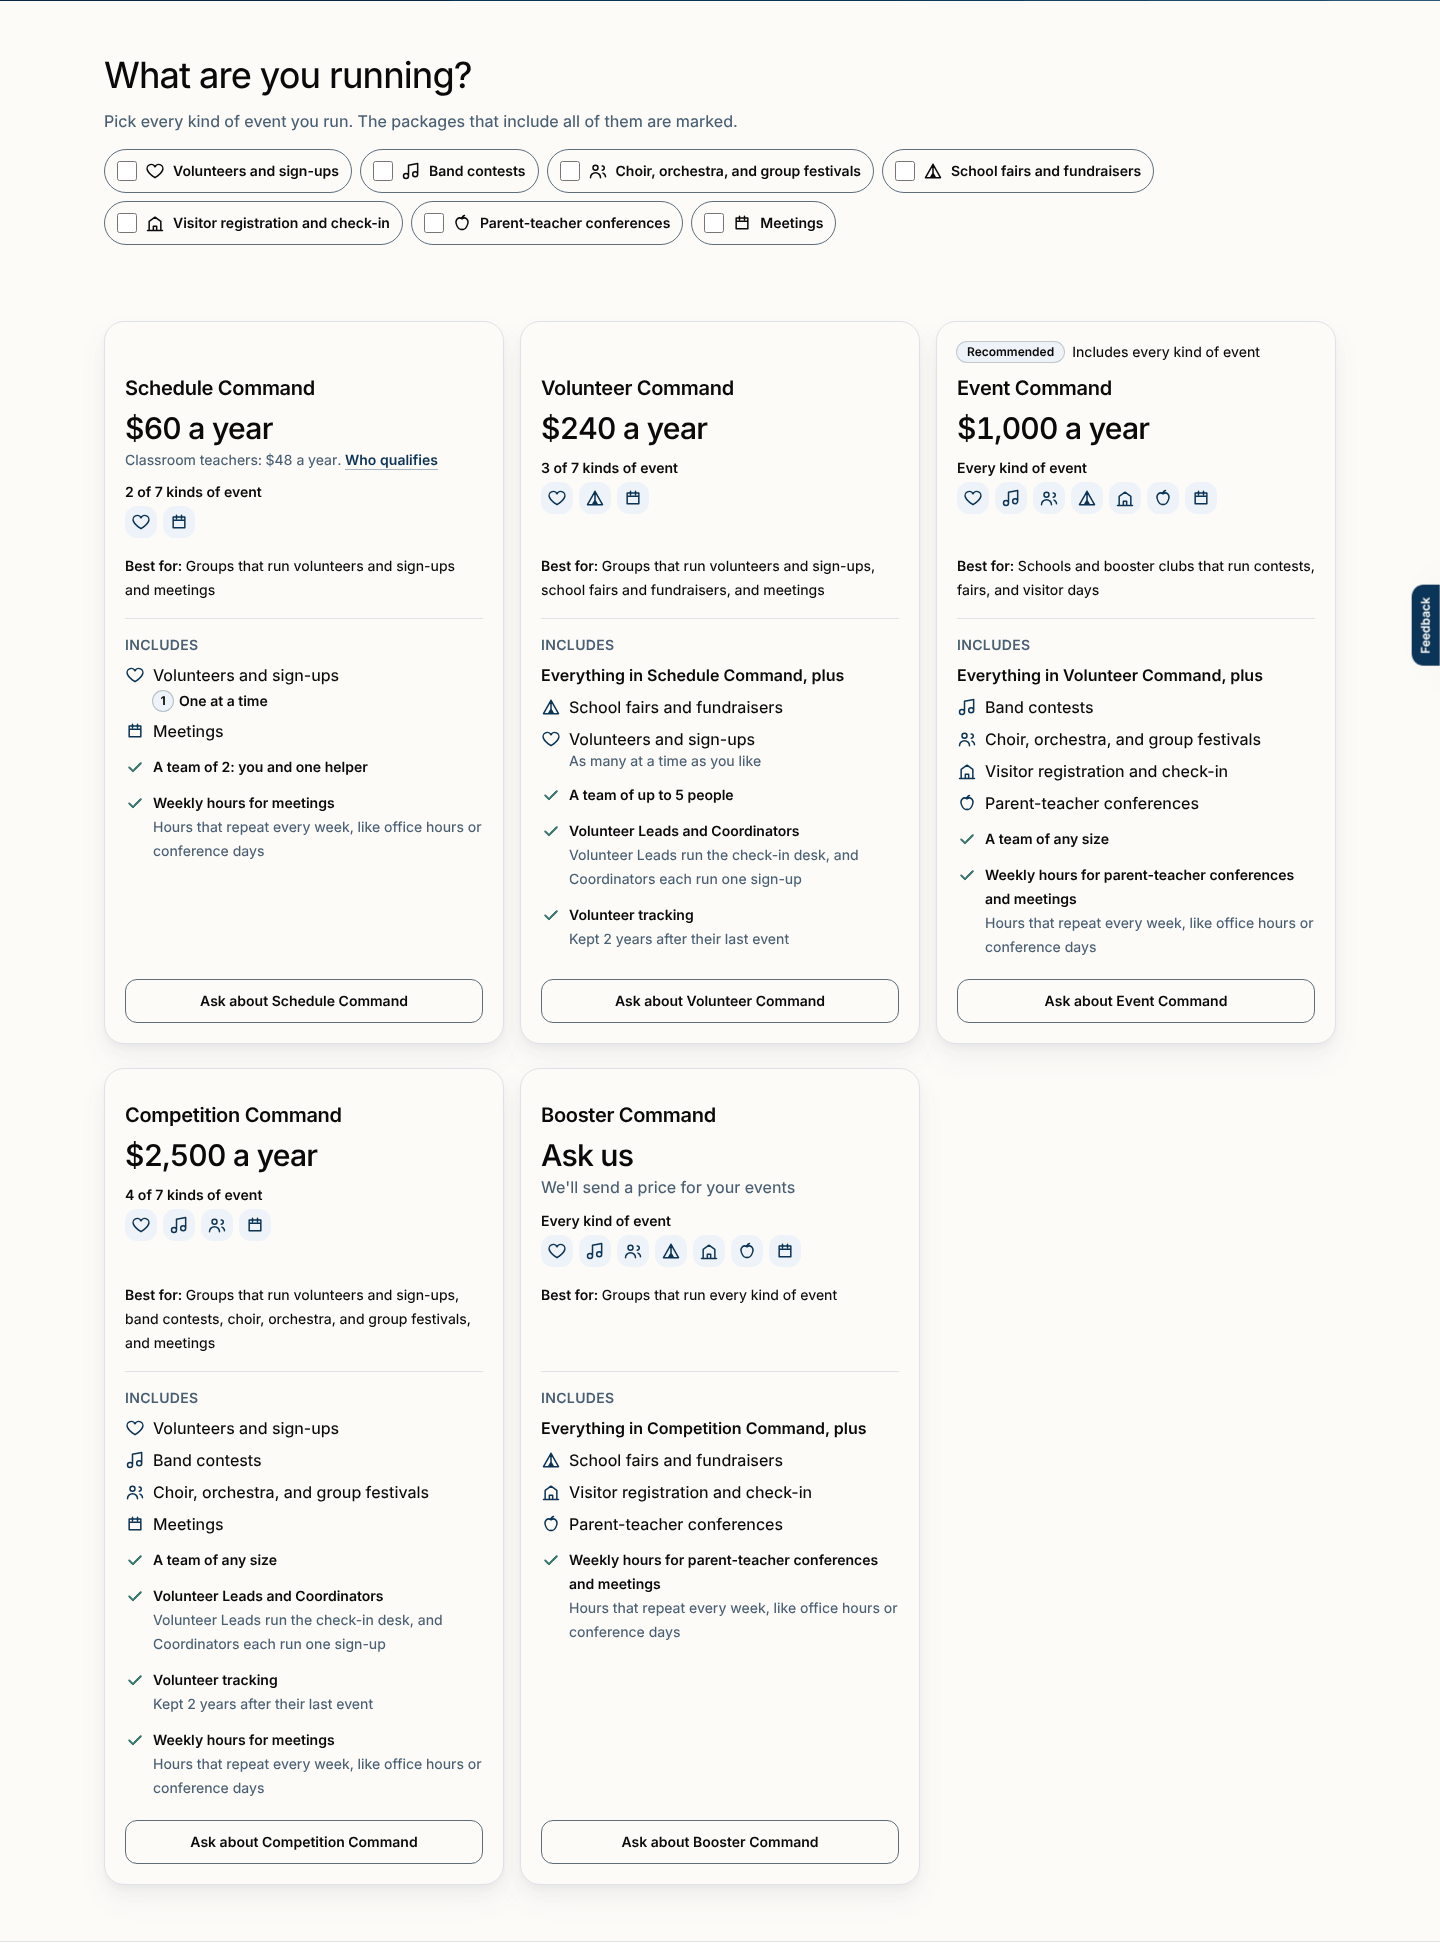 What are you running?
Pick every kind of event you run. The packages that include all of them are marked.
Volunteers and sign-ups
Band contests
Choir, orchestra, and group festivals
School fairs and fundraisers
Visitor registration and check-in
Parent-teacher conferences
Meetings
Schedule Command
$60 a year
Classroom teachers: $48 a year. Who qualifies
2 of 7 kinds of event
Best for: Groups that run volunteers and sign-ups
and meetings
INCLUDES
Volunteers and sign-ups
1 One at a time
Meetings
A team of 2: you and one helper
Weekly hours for meetings
Hours that repeat every week, like office hours or
conference days
Ask about Schedule Command
Volunteer Command
$240 a year
3 of 7 kinds of event
Best for: Groups that run volunteers and sign-ups,
school fairs and fundraisers, and meetings
INCLUDES
Everything in Schedule Command, plus
School fairs and fundraisers
Volunteers and sign-ups
As many at a time as you like
A team of up to 5 people
Volunteer Leads and Coordinators
Volunteer Leads run the check-in desk, and
Coordinators each run one sign-up
Volunteer tracking
Kept 2 years after their last event
Ask about Volunteer Command
Recommended Includes every kind of event
Event Command
$1,000 a year
Every kind of event
Best for: Schools and booster clubs that run contests,
fairs, and visitor days
INCLUDES
Everything in Volunteer Command, plus
Band contests
Choir, orchestra, and group festivals
Visitor registration and check-in
Parent-teacher conferences
A team of any size
Weekly hours for parent-teacher conferences
and meetings
Hours that repeat every week, like office hours or
conference days
Ask about Event Command
Feedback
Competition Command
$2,500 a year
4 of 7 kinds of event
Best for: Groups that run volunteers and sign-ups,
band contests, choir, orchestra, and group festivals,
and meetings
INCLUDES
Volunteers and sign-ups
Band contests
Choir, orchestra, and group festivals
Meetings
A team of any size
Volunteer Leads and Coordinators
Volunteer Leads run the check-in desk, and
Coordinators each run one sign-up
Volunteer tracking
Kept 2 years after their last event
Weekly hours for meetings
Hours that repeat every week, like office hours or
conference days
Ask about Competition Command
Booster Command
Ask us
We'll send a price for your events
Every kind of event
Best for: Groups that run every kind of event
INCLUDES
Everything in Competition Command, plus
School fairs and fundraisers
Visitor registration and check-in
Parent-teacher conferences
Weekly hours for parent-teacher conferences
and meetings
Hours that repeat every week, like office hours or
conference days
Ask about Booster Command